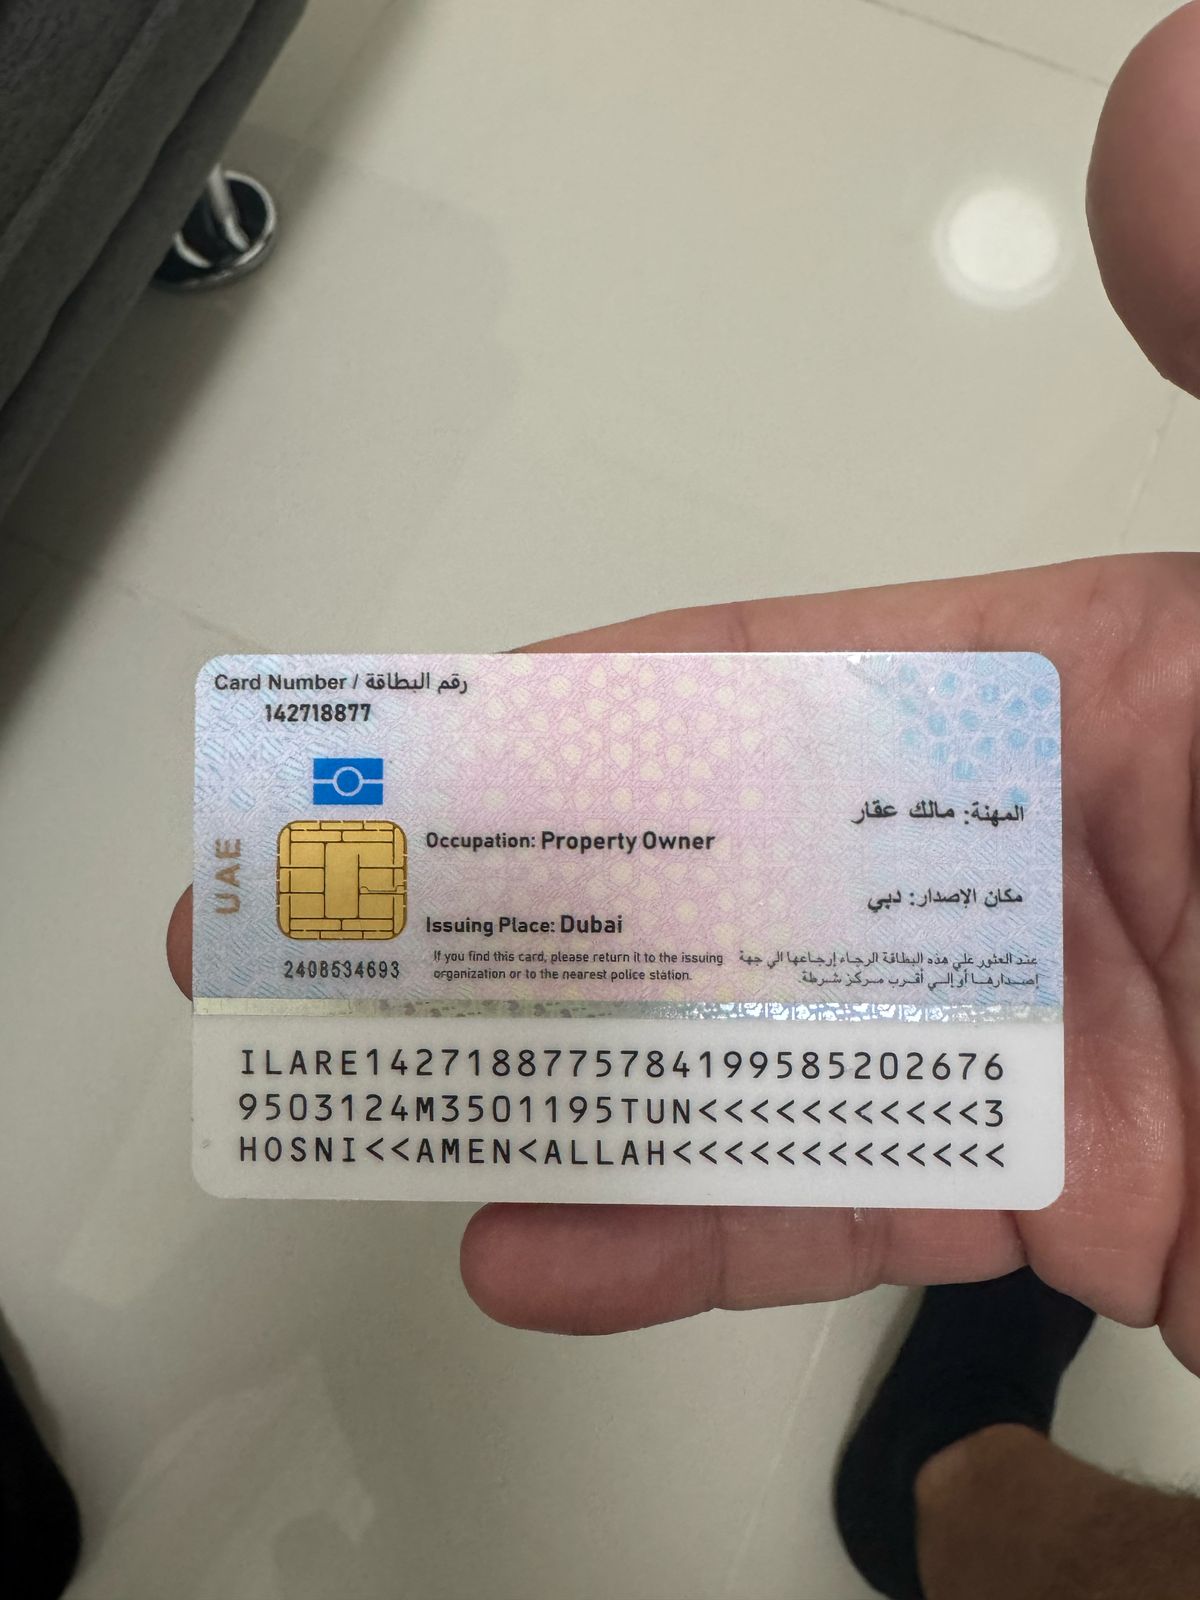 Card Number / رقم البطاقة
142718877
UAE
المهنة: مالك عقار
Occupation: Property Owner
مكان الإصدار: دبي
Issuing Place: Dubai
If you find this card, please return it to the issuing
organization or to the nearest police station.
عند العثور علي هذه البطاقة الرجاء إرجاعها الي جهة
إصدارها أو إلي أقرب مركز شرطة.
2408534693
ILARE1427188775784199585202676
9503124M3501195TUN<<<<<<<<<<<3
HOSNI<<AMEN<ALLAH<<<<<<<<<<<<<